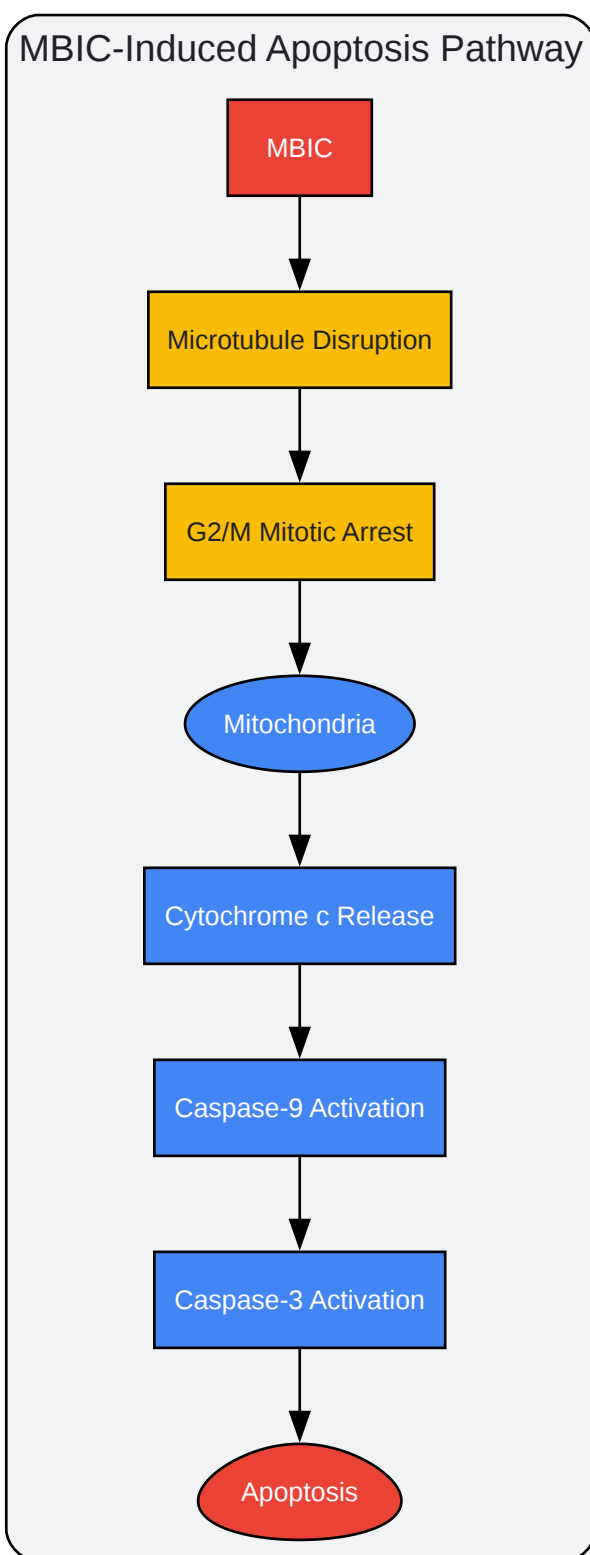 MBIC-Induced Apoptosis Pathway
MBIC
Microtubule Disruption
G2/M Mitotic Arrest
Mitochondria
Cytochrome c Release
Caspase-9 Activation
Caspase-3 Activation
Apoptosis